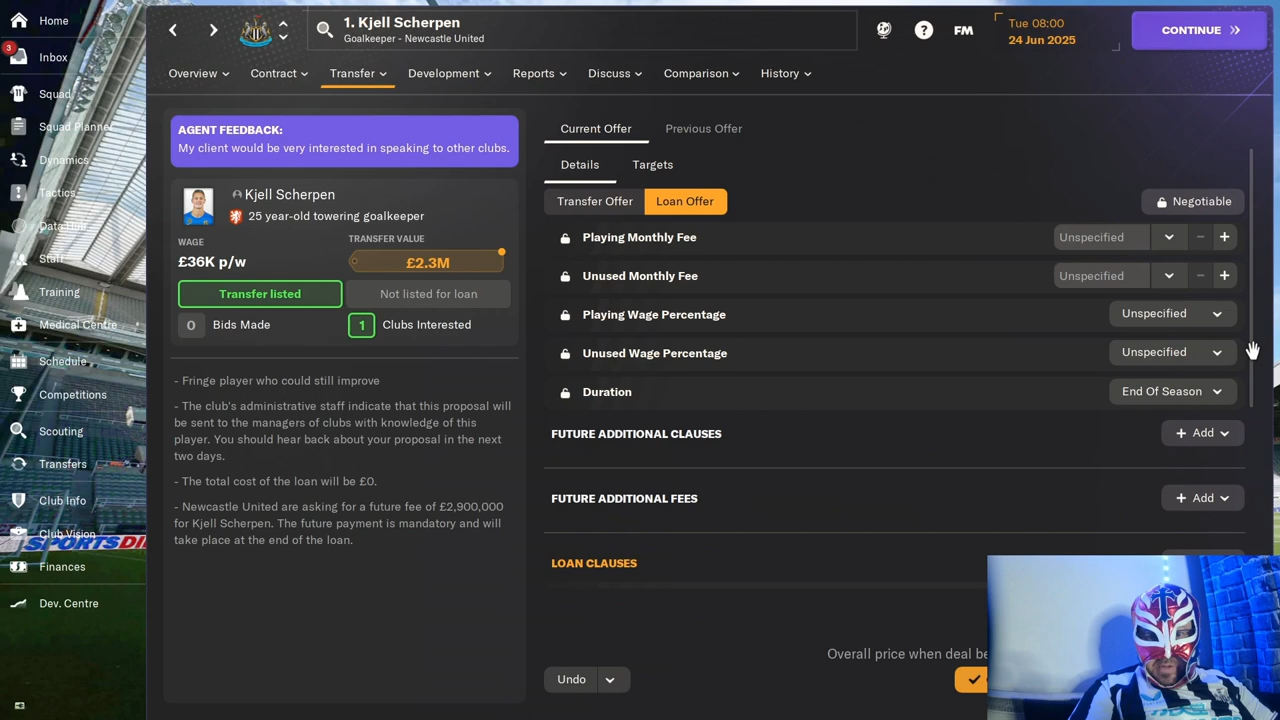 Home
3
Inbox
Squad
Squad Planner
Dynamics
Tactics
Data Hub
Staff
Training
Medical Centre
Schedule
Competitions
Scouting
Transfers
Club Info
Club Vision
Finances
Dev. Centre
1. Kjell Scherpen
Goalkeeper - Newcastle United
?
FM
Tue 08:00
24 Jun 2025
CONTINUE
Overview
Contract
Transfer
Development
Reports
Discuss
Comparison
History
AGENT FEEDBACK:
My client would be very interested in speaking to other clubs.
Kjell Scherpen
25 year-old towering goalkeeper
WAGE
£36K p/w
TRANSFER VALUE
£2.3M
Transfer listed
Not listed for loan
0 Bids Made
1 Clubs Interested
- Fringe player who could still improve
- The club's administrative staff indicate that this proposal will
be sent to the managers of clubs with knowledge of this
player. You should hear back about your proposal in the next
two days.
- The total cost of the loan will be £0.
- Newcastle United are asking for a future fee of £2,900,000
for Kjell Scherpen. The future payment is mandatory and will
take place at the end of the loan.
Current Offer
Previous Offer
Details
Targets
Transfer Offer
Loan Offer
Negotiable
Playing Monthly Fee
Unspecified
Unused Monthly Fee
Unspecified
Playing Wage Percentage
Unspecified
Unused Wage Percentage
Unspecified
Duration
End Of Season
FUTURE ADDITIONAL CLAUSES
+ Add
FUTURE ADDITIONAL FEES
+ Add
LOAN CLAUSES
Overall price when deal be
Undo
SPORTS DI